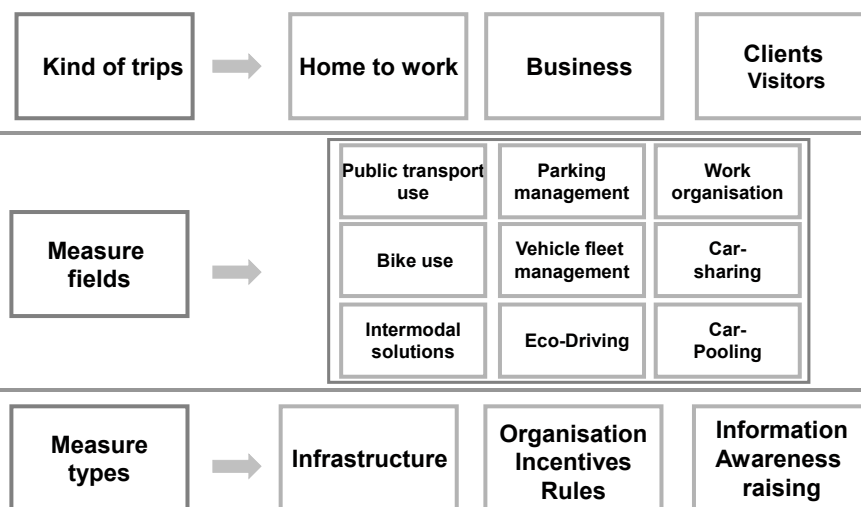 Kind of trips
Home to work
Business
Clients
Visitors
Measure
fields
Public transport
use
Parking
management
Work
organisation
Bike use
Vehicle fleet
management
Car-
sharing
Intermodal
solutions
Eco-Driving
Car-
Pooling
Measure
types
Infrastructure
Organisation
Incentives
Rules
Information
Awareness
raising